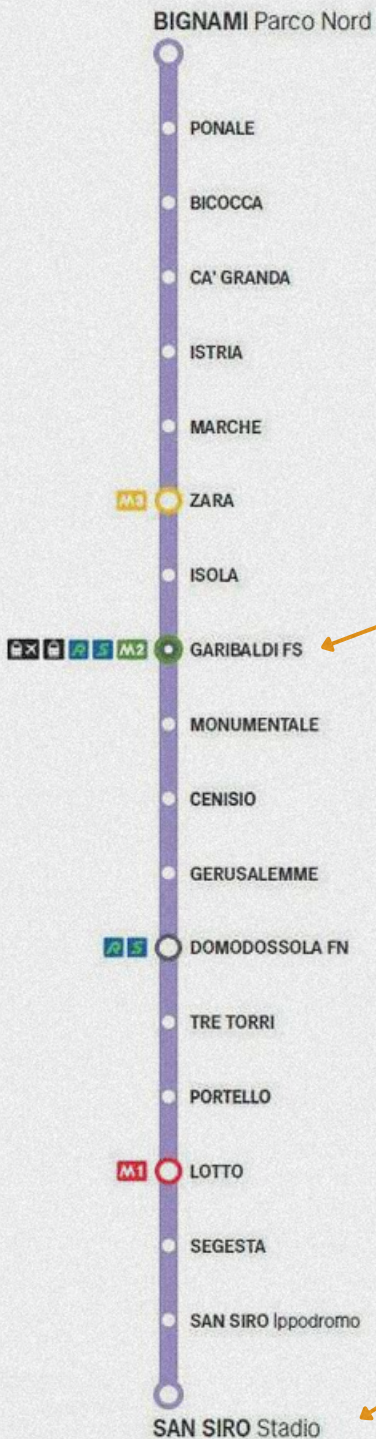 BIGNAMI Parco Nord
PONALE
BICOCCA
CA' GRANDA
ISTRIA
MARCHE
M3 ZARA
ISOLA
R S M2 GARIBALDI FS
MONUMENTALE
CENISIO
GERUSALEMME
R S DOMODOSSOLA FN
TRE TORRI
PORTELLO
M1 LOTTO
SEGESTA
SAN SIRO Ippodromo
SAN SIRO Stadio